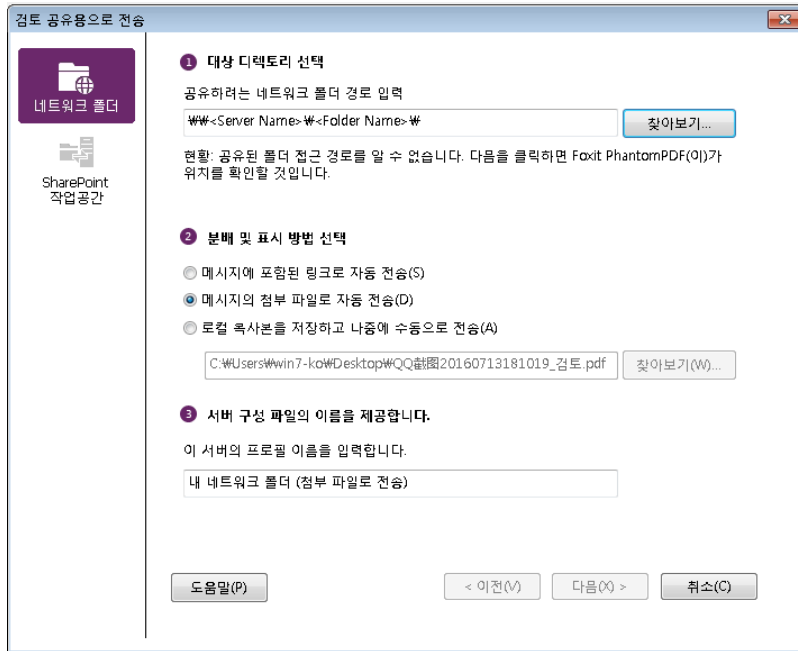 검토 공유용으로 전송
네트워크 폴더
SharePoint
작업공간
1 대상 디렉토리 선택
공유하려는 네트워크 폴더 경로 입력
₩₩<Server Name>₩<Folder Name>₩
찾아보기...
현황: 공유된 폴더 접근 경로를 알 수 없습니다. 다음을 클릭하면 Foxit PhantomPDF(이)가
위치를 확인할 것입니다.
2 분배 및 표시 방법 선택
메시지에 포함된 링크로 자동 전송(S)
메시지의 첨부 파일로 자동 전송(D)
로컬 복사본을 저장하고 나중에 수동으로 전송(A)
C:₩Users₩win7-ko₩Desktop₩QQ截图20160713181019_검토.pdf
찾아보기(W)...
3 서버 구성 파일의 이름을 제공합니다.
이 서버의 프로필 이름을 입력합니다.
내 네트워크 폴더 (첨부 파일로 전송)
도움말(P)
< 이전(V)
다음(X) >
취소(C)